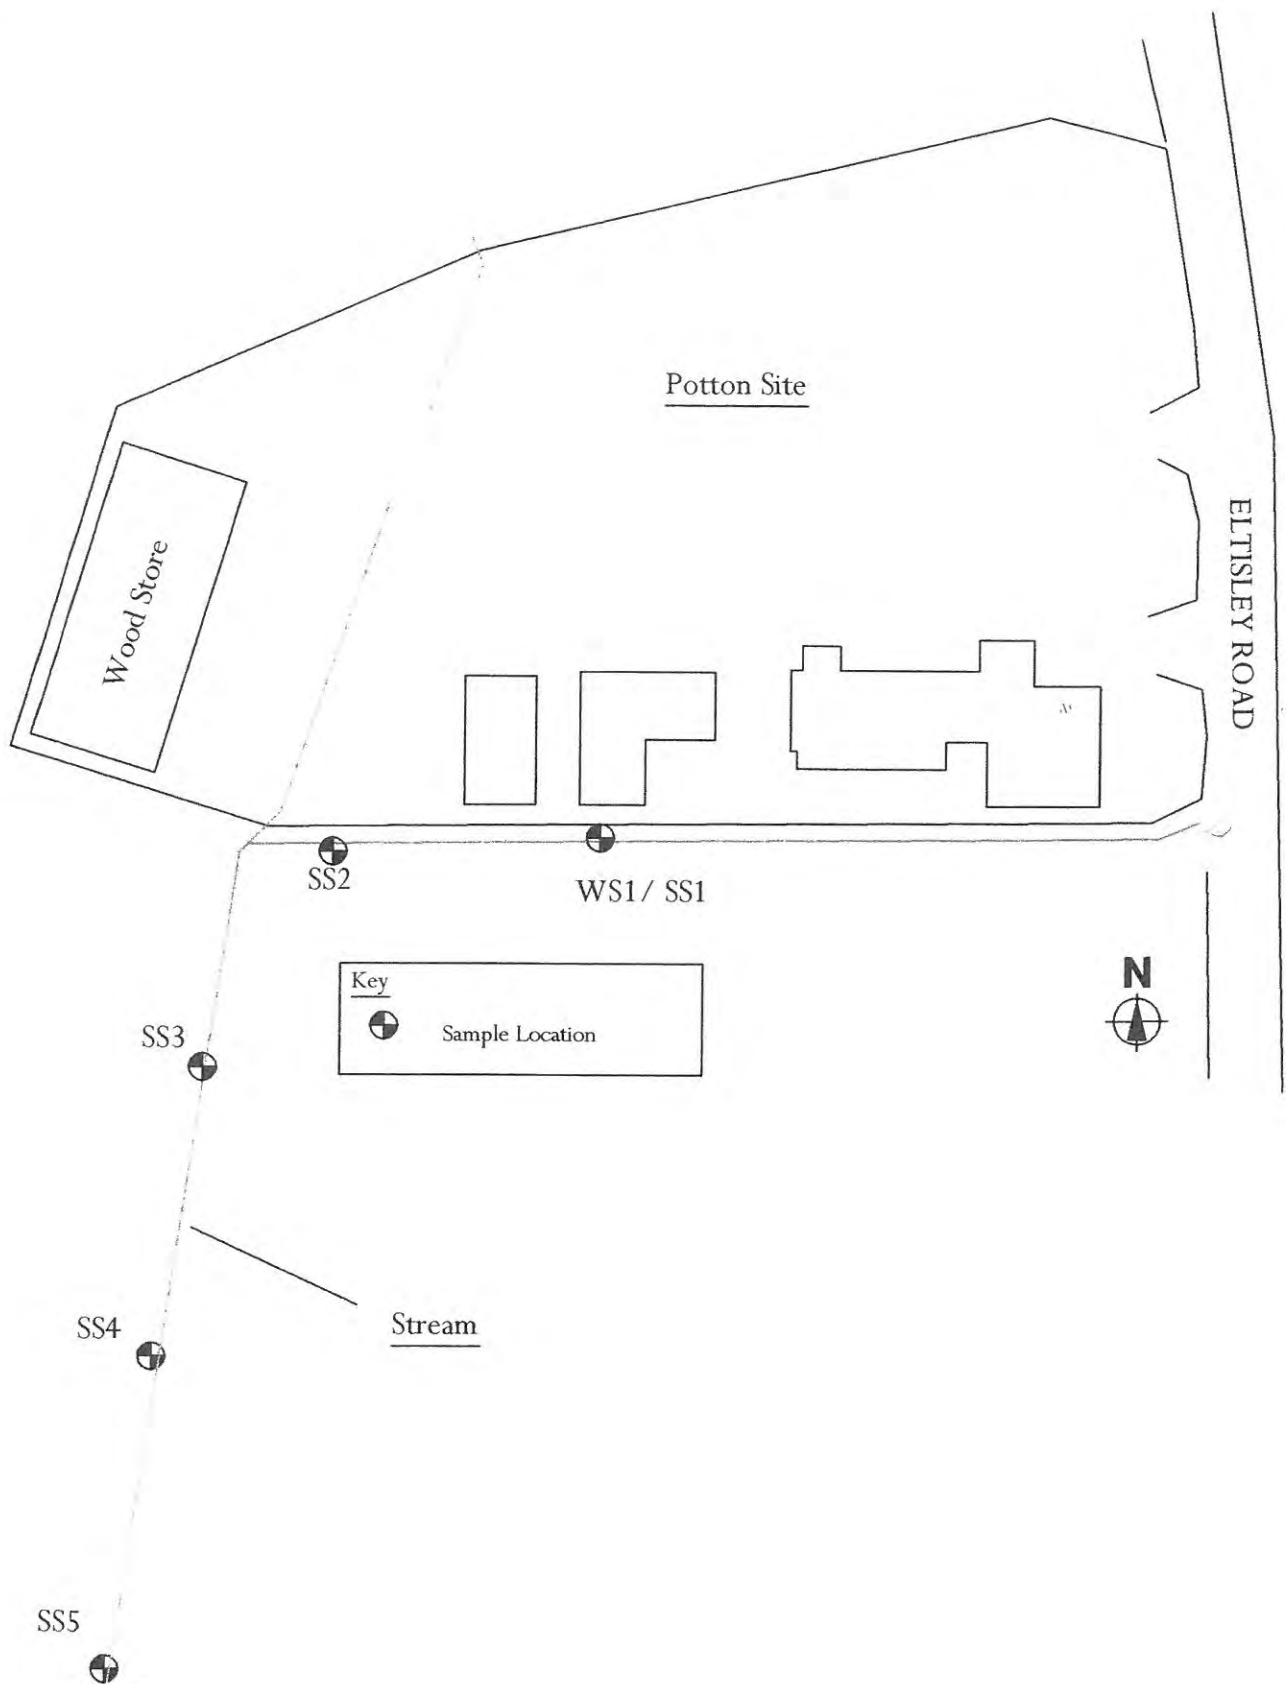 Potton Site
ELTISLEY ROAD
Wood Store
SS2
WS1/ SS1
Key
Sample Location
N
SS3
Stream
SS4
SS5